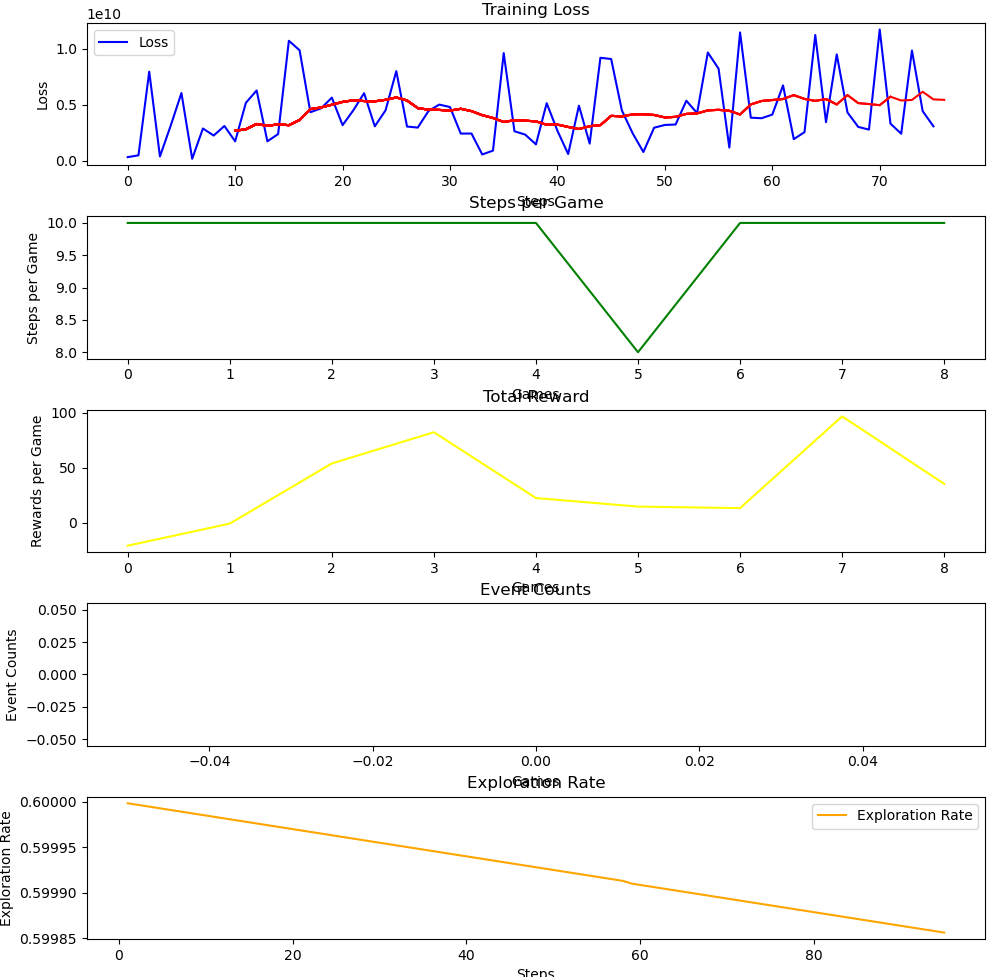 Training Loss
1e10
Loss
Loss
1.0
0.5
0.0
0 10 20 30 40 50 60 70
Steps
Steps per Game
Steps per Game
10.0
9.5
9.0
8.5
8.0
0 1 2 3 4 5 6 7 8
Games
Total Reward
Rewards per Game
100
50
0
0 1 2 3 4 5 6 7 8
Games
Event Counts
Event Counts
0.050
0.025
0.000
−0.025
−0.050
−0.04 −0.02 0.00 0.02 0.04
Games
Exploration Rate
Exploration Rate
Exploration Rate
0.60000
0.59995
0.59990
0.59985
0 20 40 60 80
Steps